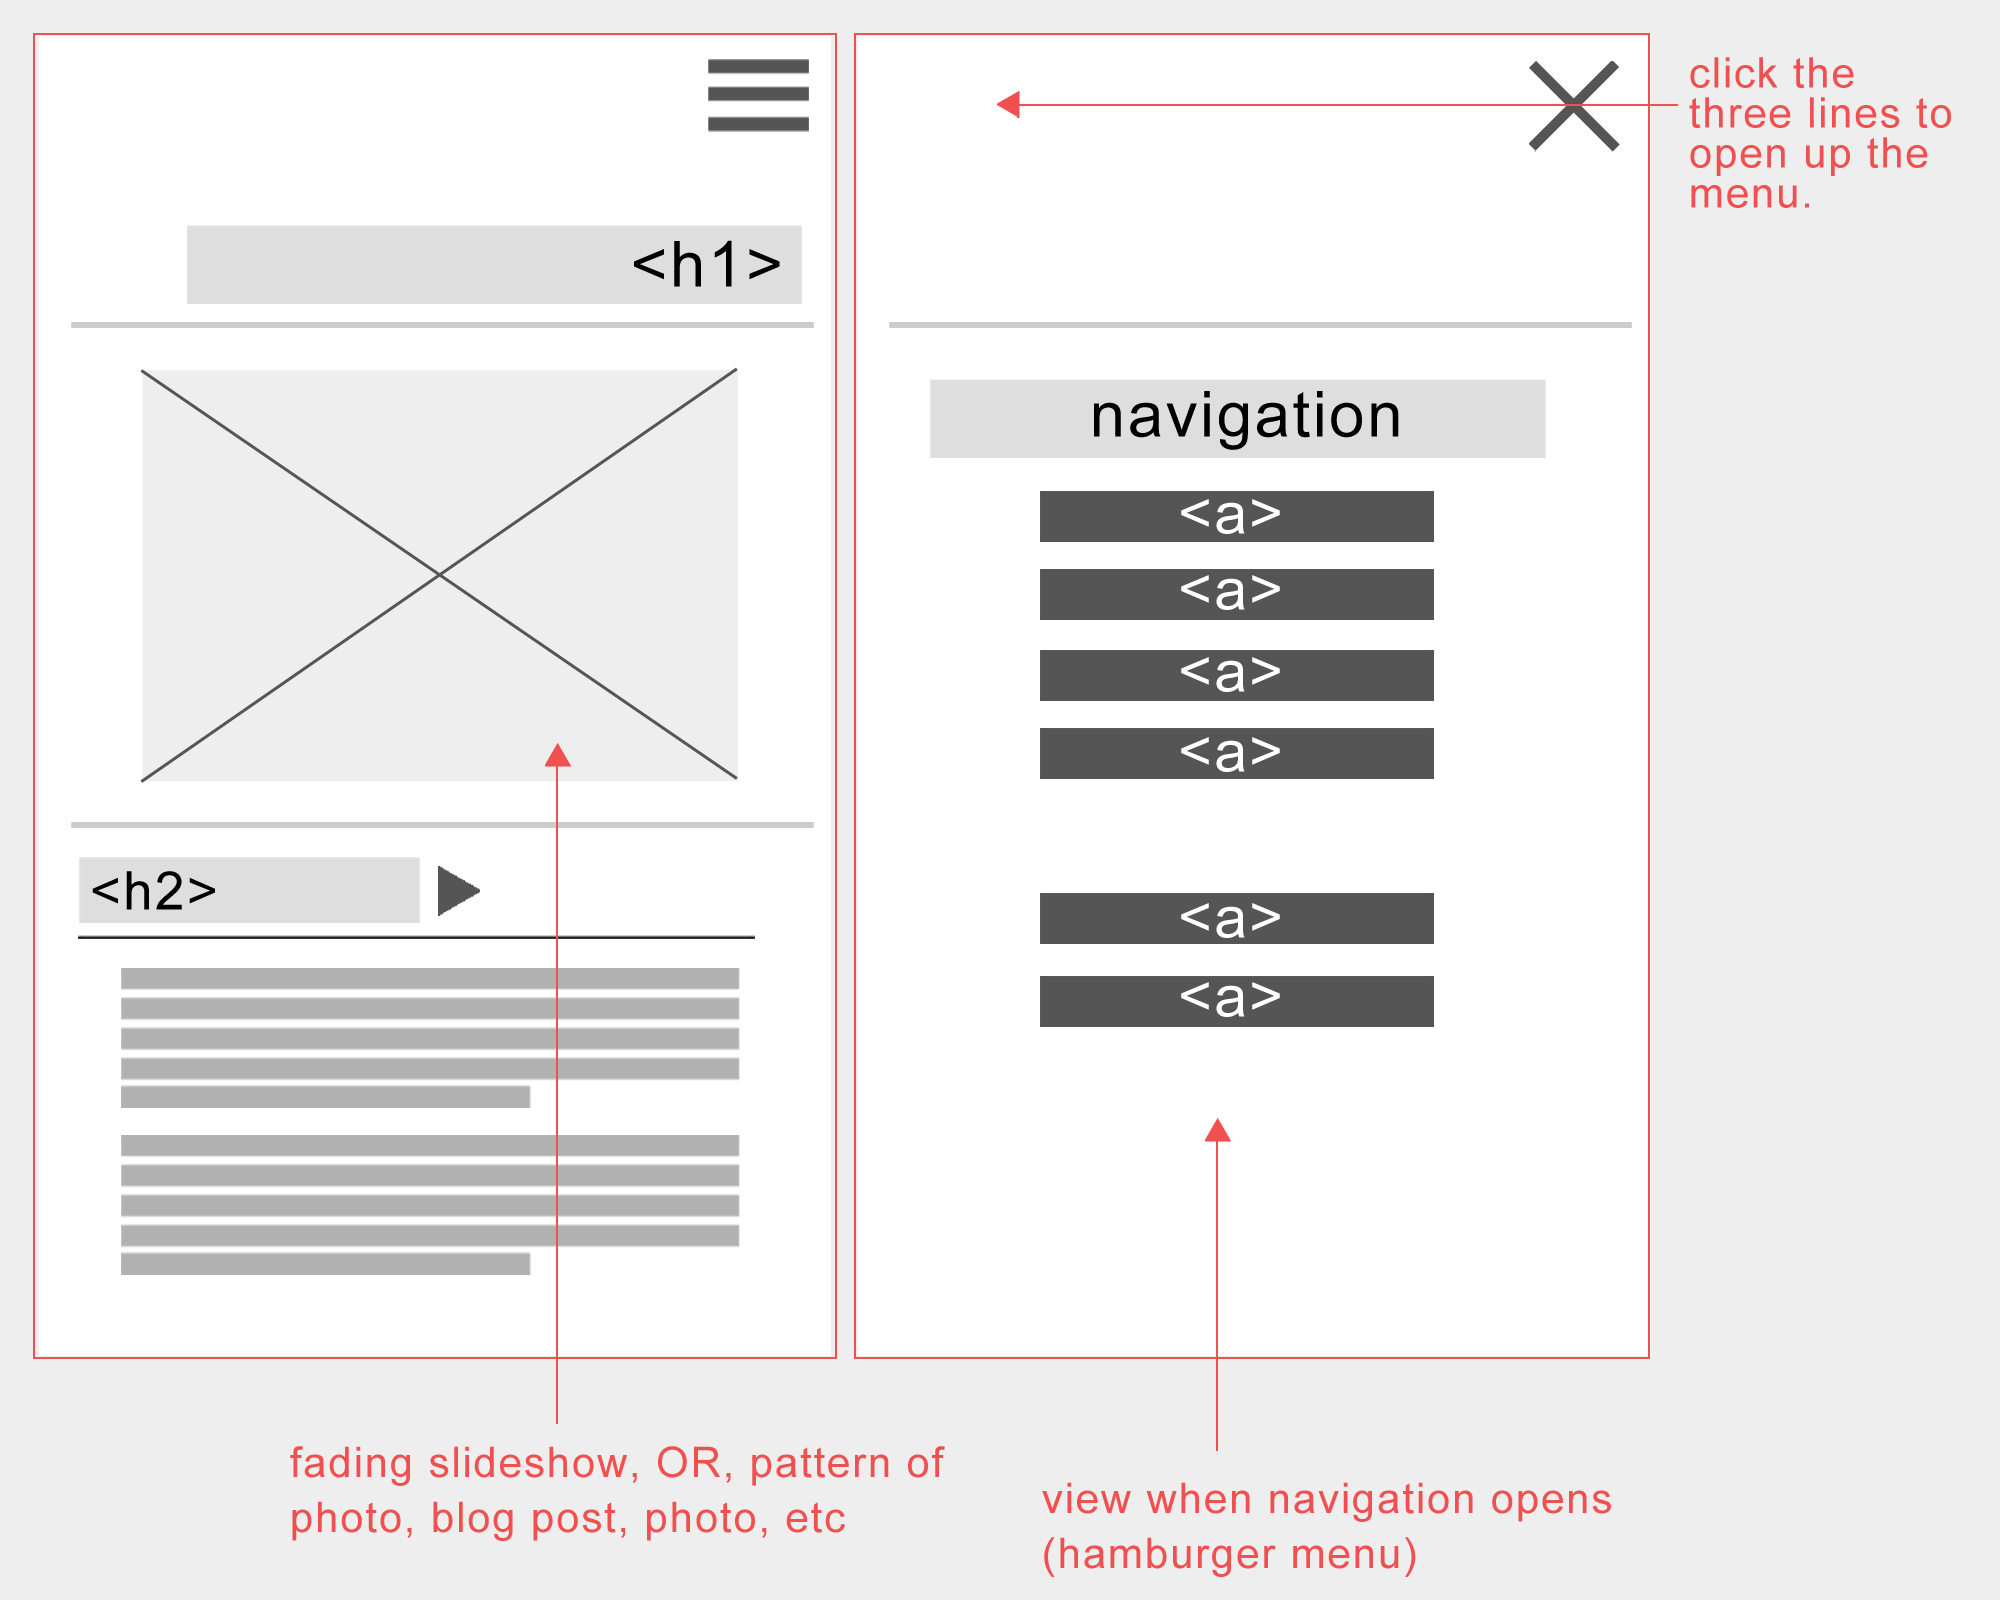 <h1>
<h2>
navigation
<a>
<a>
<a>
<a>
<a>
<a>
click the
three lines to
open up the
menu.
fading slideshow, OR, pattern of
photo, blog post, photo, etc
view when navigation opens
(hamburger menu)